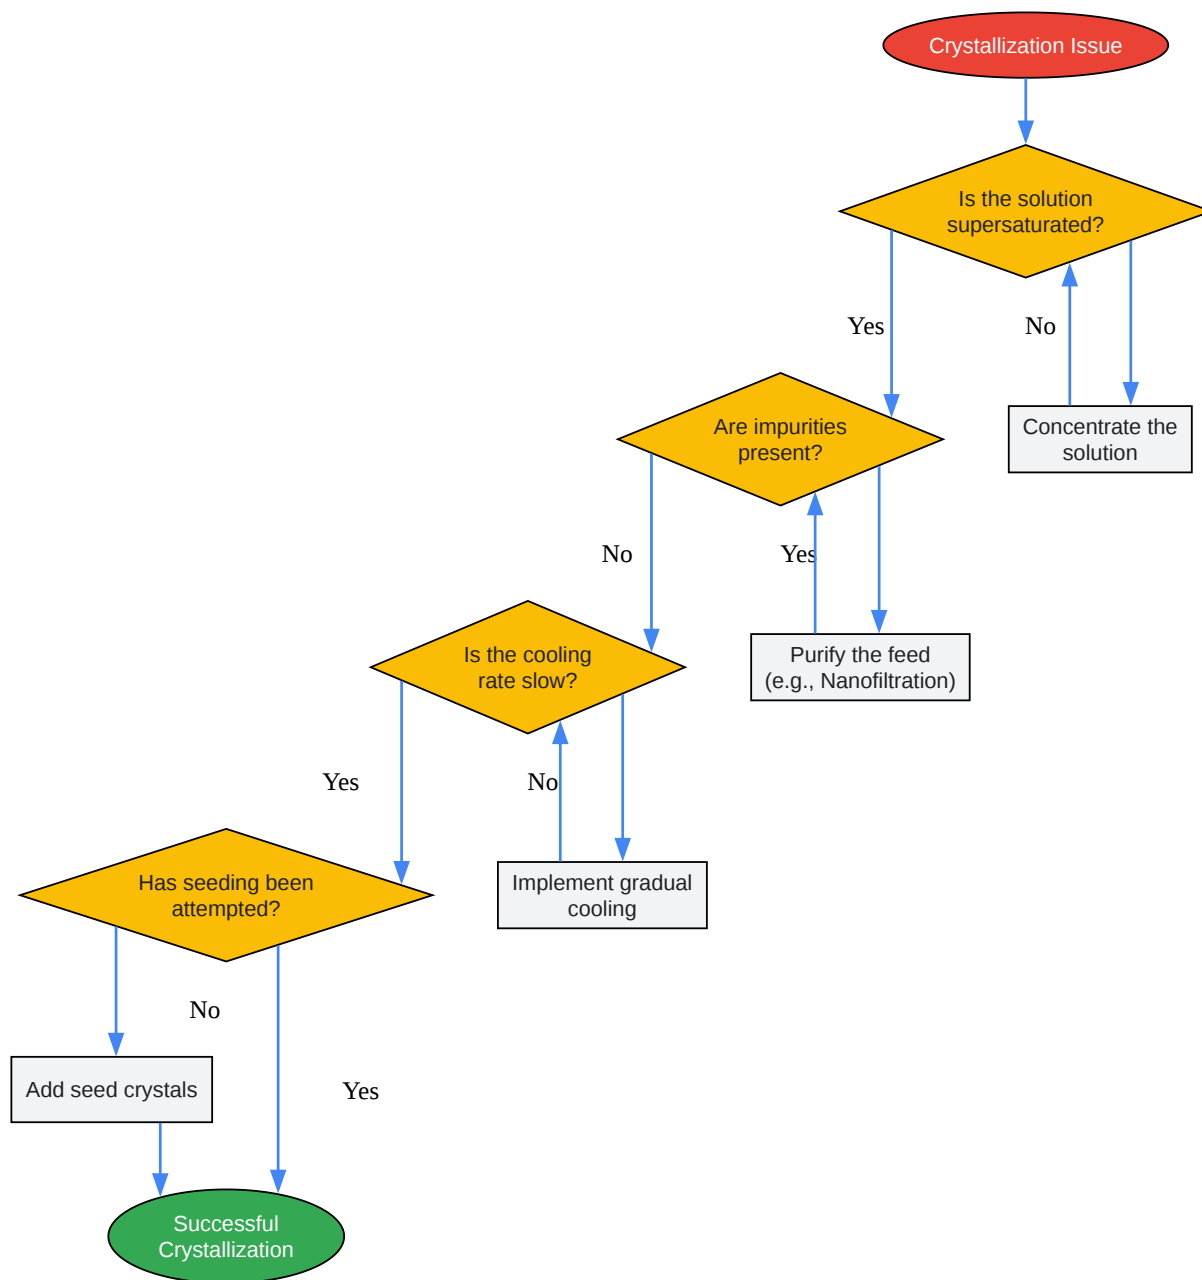 Crystallization Issue
Is the solution
supersaturated?
Yes
No
Are impurities
present?
Concentrate the
solution
No
Yes
Is the cooling
rate slow?
Purify the feed
(e.g., Nanofiltration)
Yes
No
Has seeding been
attempted?
Implement gradual
cooling
No
Add seed crystals
Yes
Successful
Crystallization